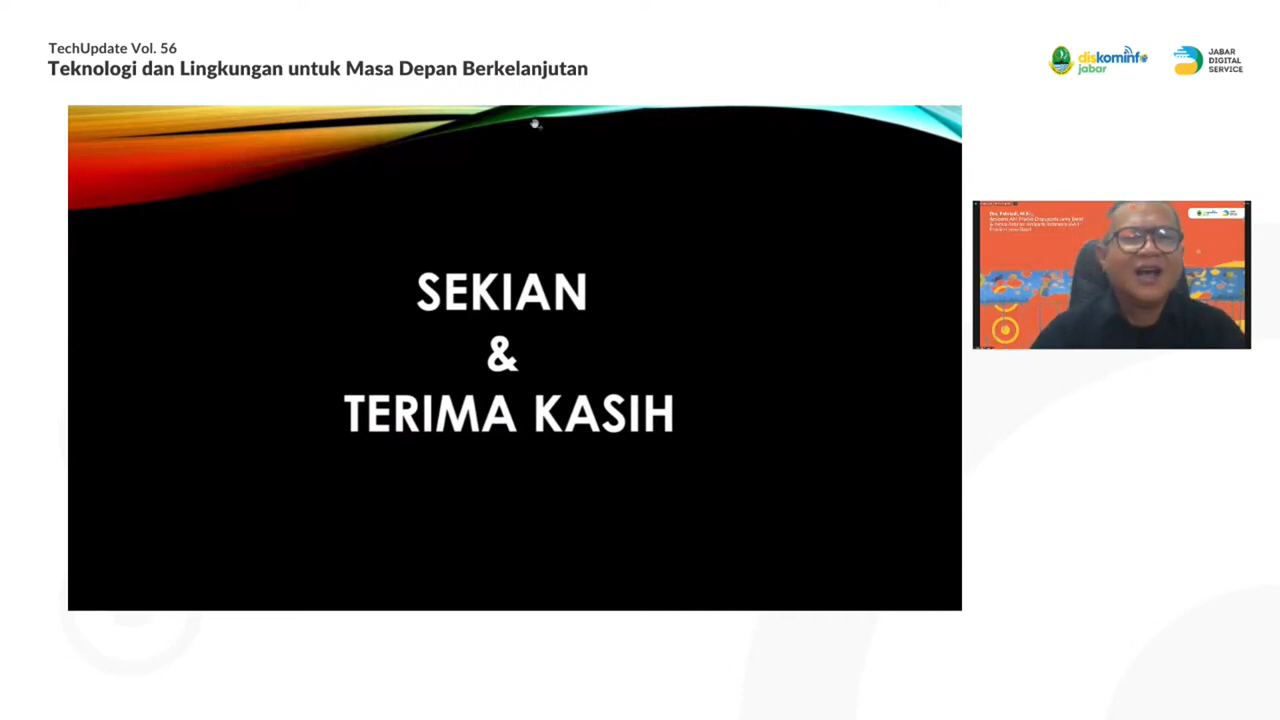 TechUpdate Vol. 56
Teknologi dan Lingkungan untuk Masa Depan Berkelanjutan
diskominfo
jabar
JABAR
DIGITAL
SERVICE
SEKIAN
&
TERIMA KASIH